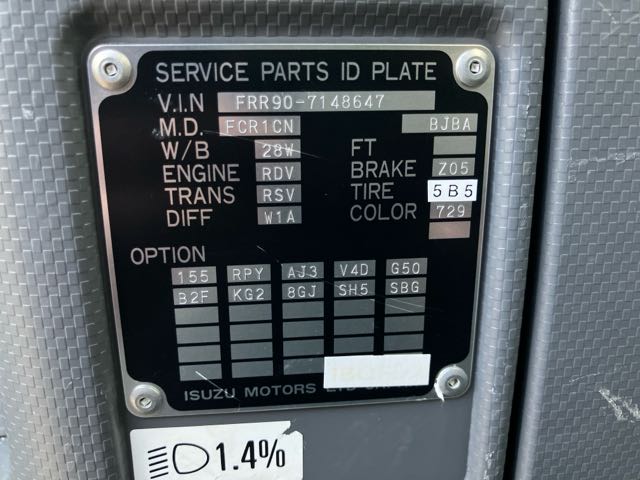 SERVICE PARTS ID PLATE
V.I.N FRR90-7148647
M.D. FCR1CN BJBA
W/B 28W FT
ENGINE RDV BRAKE Z05
TRANS RSV TIRE 5B5
DIFF W1A COLOR 729
OPTION
155 RPY AJ3 V4D G50
B2F KG2 8GJ SH5 SBG
ISUZU MOTORS
1.4%